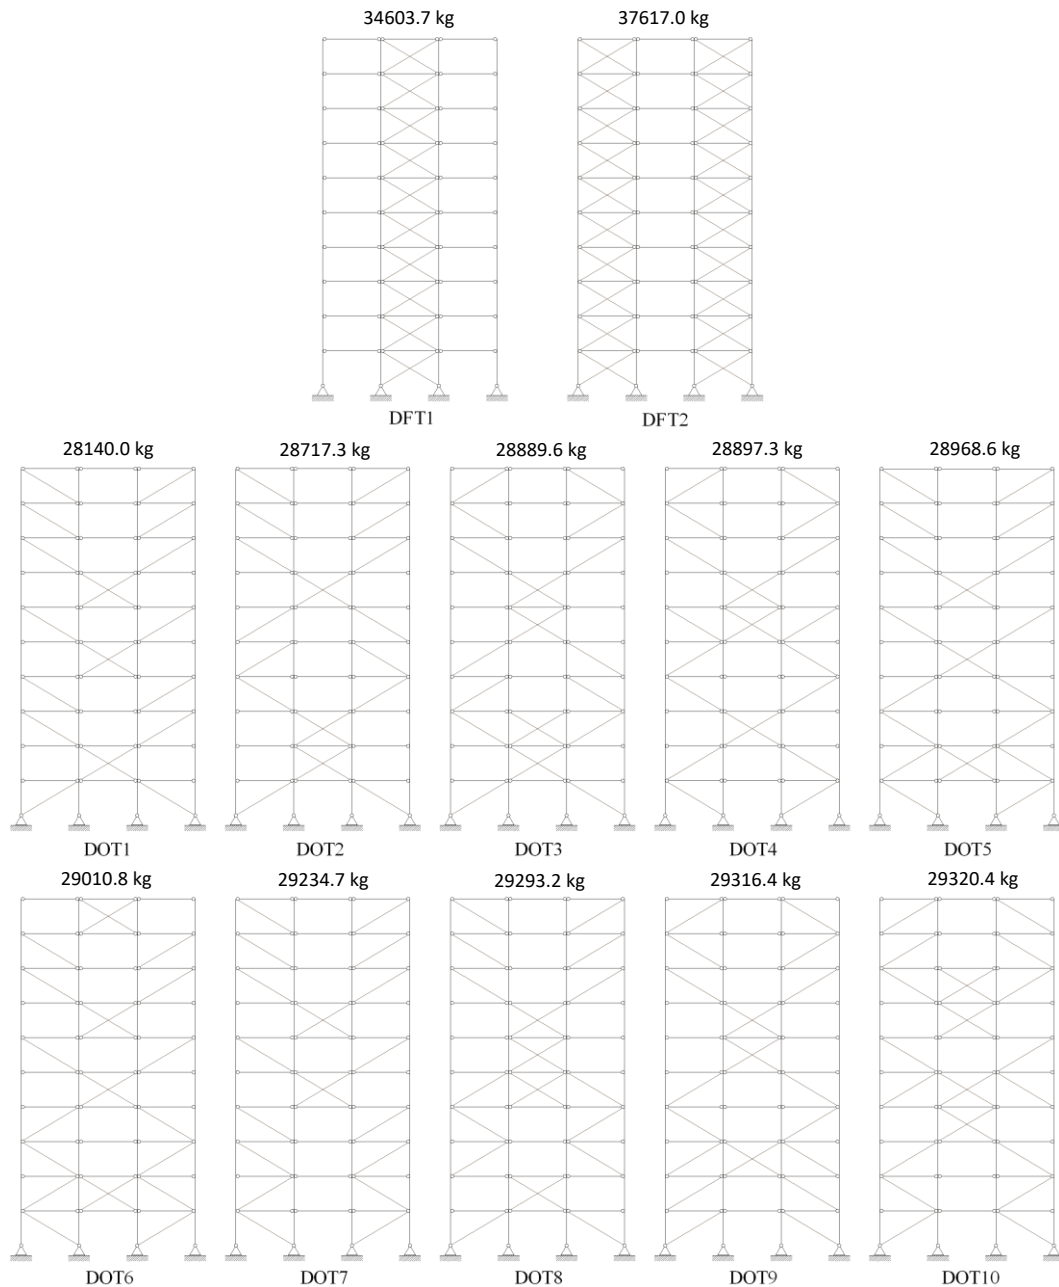 34603.7 kg 37617.0 kg
DFT1 DFT2
28140.0 kg 28717.3 kg 28889.6 kg 28897.3 kg 28968.6 kg
DOT1 DOT2 DOT3 DOT4 DOT5
29010.8 kg 29234.7 kg 29293.2 kg 29316.4 kg 29320.4 kg
DOT6 DOT7 DOT8 DOT9 DOT10